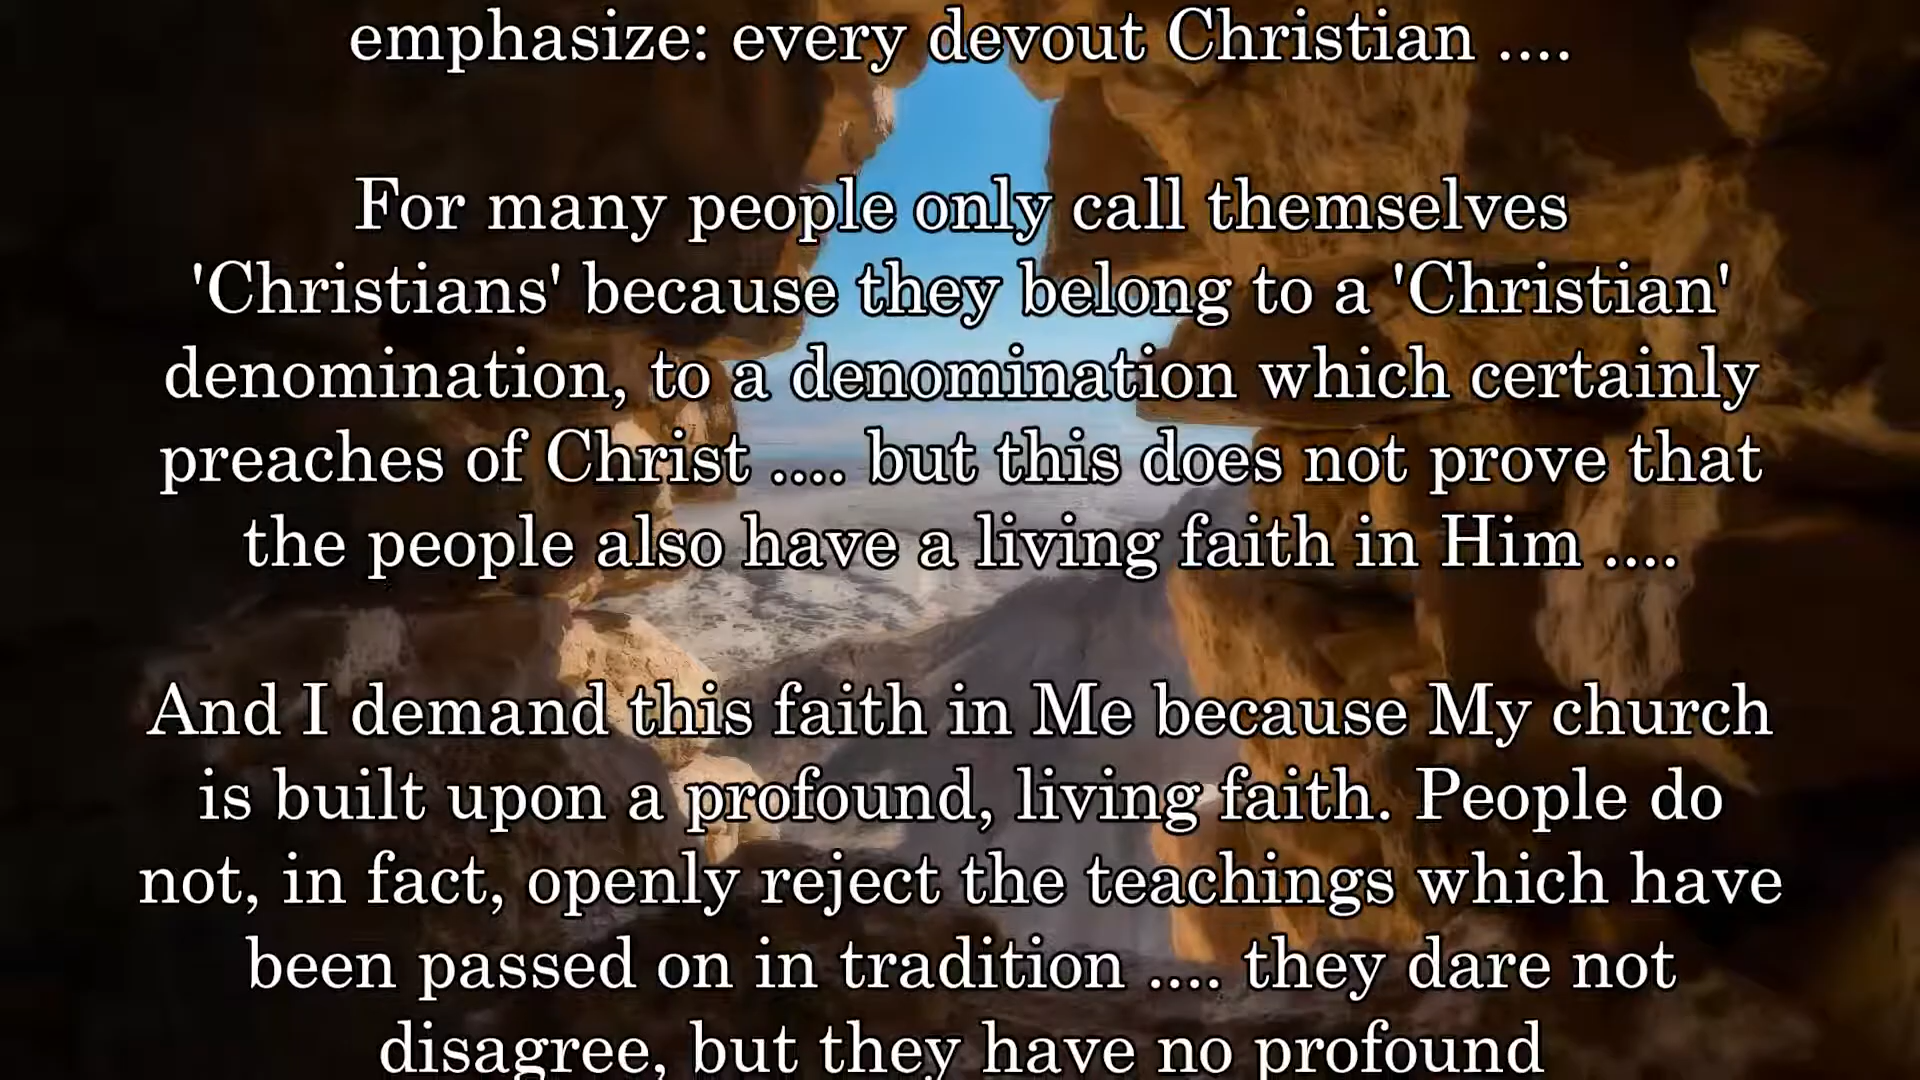 emphasize: every devout Christian ....
For many people only call themselves
'Christians' because they belong to a 'Christian'
denomination, to a denomination which certainly
preaches of Christ .... but this does not prove that
the people also have a living faith in Him ....
And I demand this faith in Me because My church
is built upon a profound, living faith. People do
not, in fact, openly reject the teachings which have
been passed on in tradition .... they dare not
disagree, but they have no profound